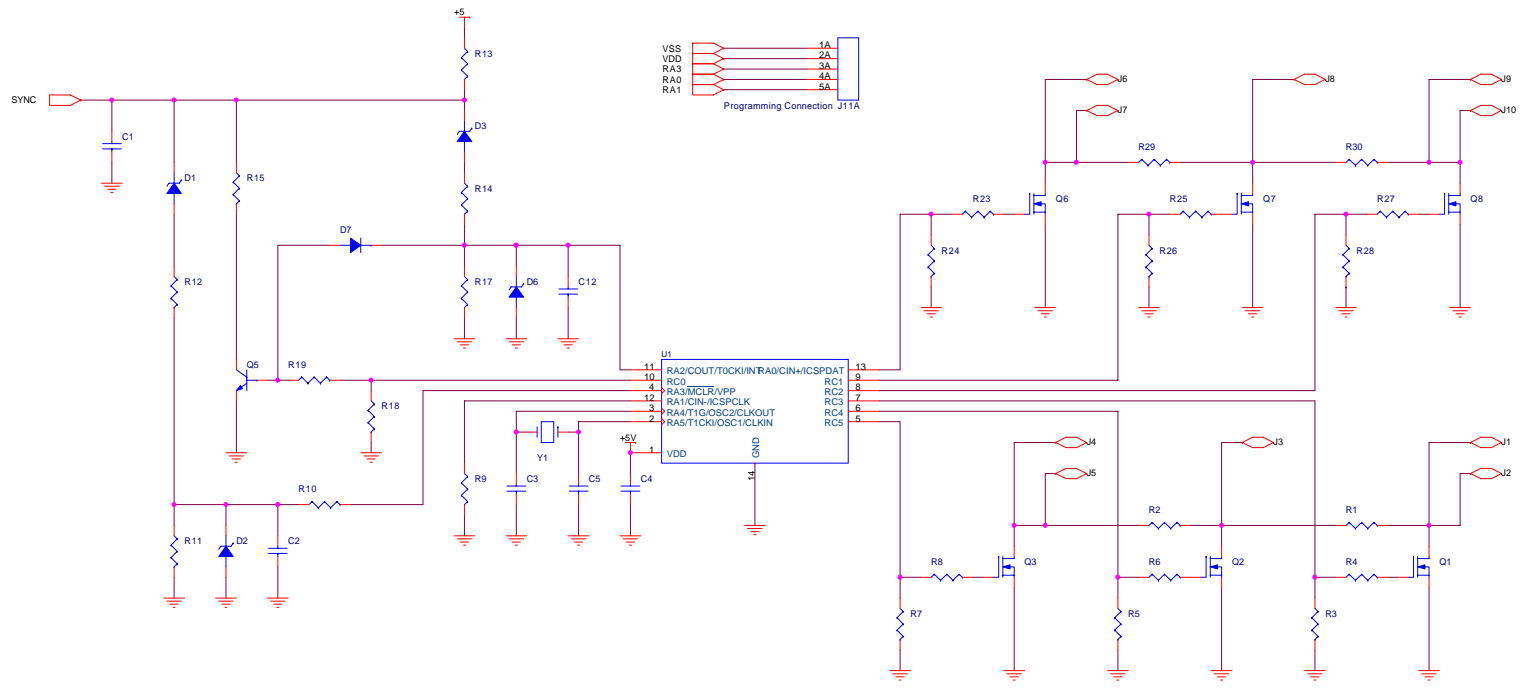 +5
R13
VSS
VDD
RA3
RA0
RA1
1A
2A
3A
4A
5A
Programming Connection J11A
SYNC
C1
D1
R15
D3
R14
D7
R12
R17
D6
C12
J6
J7
J8
J9
J10
R29
R30
R23
Q6
R25
Q7
R27
Q8
R24
R26
R28
Q5
R19
R18
U1
11 RA2/COUT/T0CKI/INT RA0/CIN+/ICSPDAT 13
10 RC0 RC1 9
4 RA3/MCLR/VPP RC2 8
12 RA1/CIN-/ICSPCLK RC3 7
3 RA4/T1G/OSC2/CLKOUT RC4 6
2 RA5/T1CKI/OSC1/CLKIN RC5 5
+5V
1 VDD
GND
14
Y1
R9
C3
C5
C4
R10
R11
D2
C2
J4
J5
J3
J1
J2
R2
R1
R8
Q3
R6
Q2
R4
Q1
R7
R5
R3